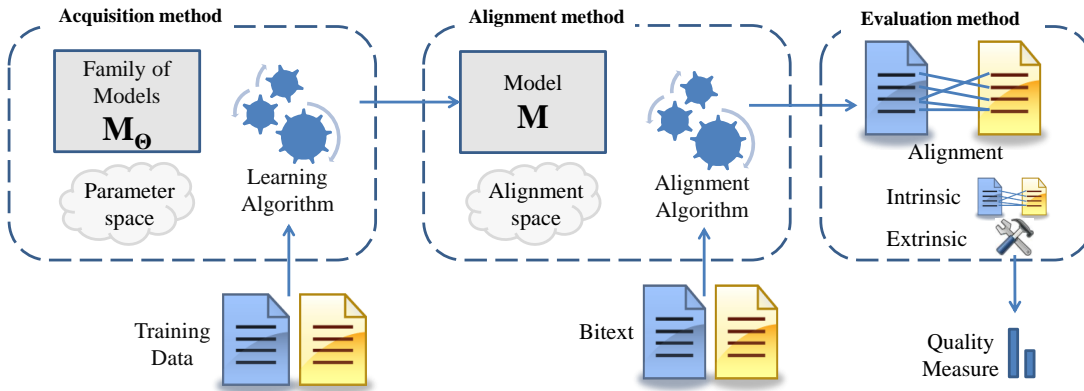 Acquisition method
Family of
Models
M_Θ
Parameter
space
Learning
Algorithm
Training
Data
Alignment method
Model
M
Alignment
space
Alignment
Algorithm
Bitext
Evaluation method
Alignment
Intrinsic
Extrinsic
Quality
Measure